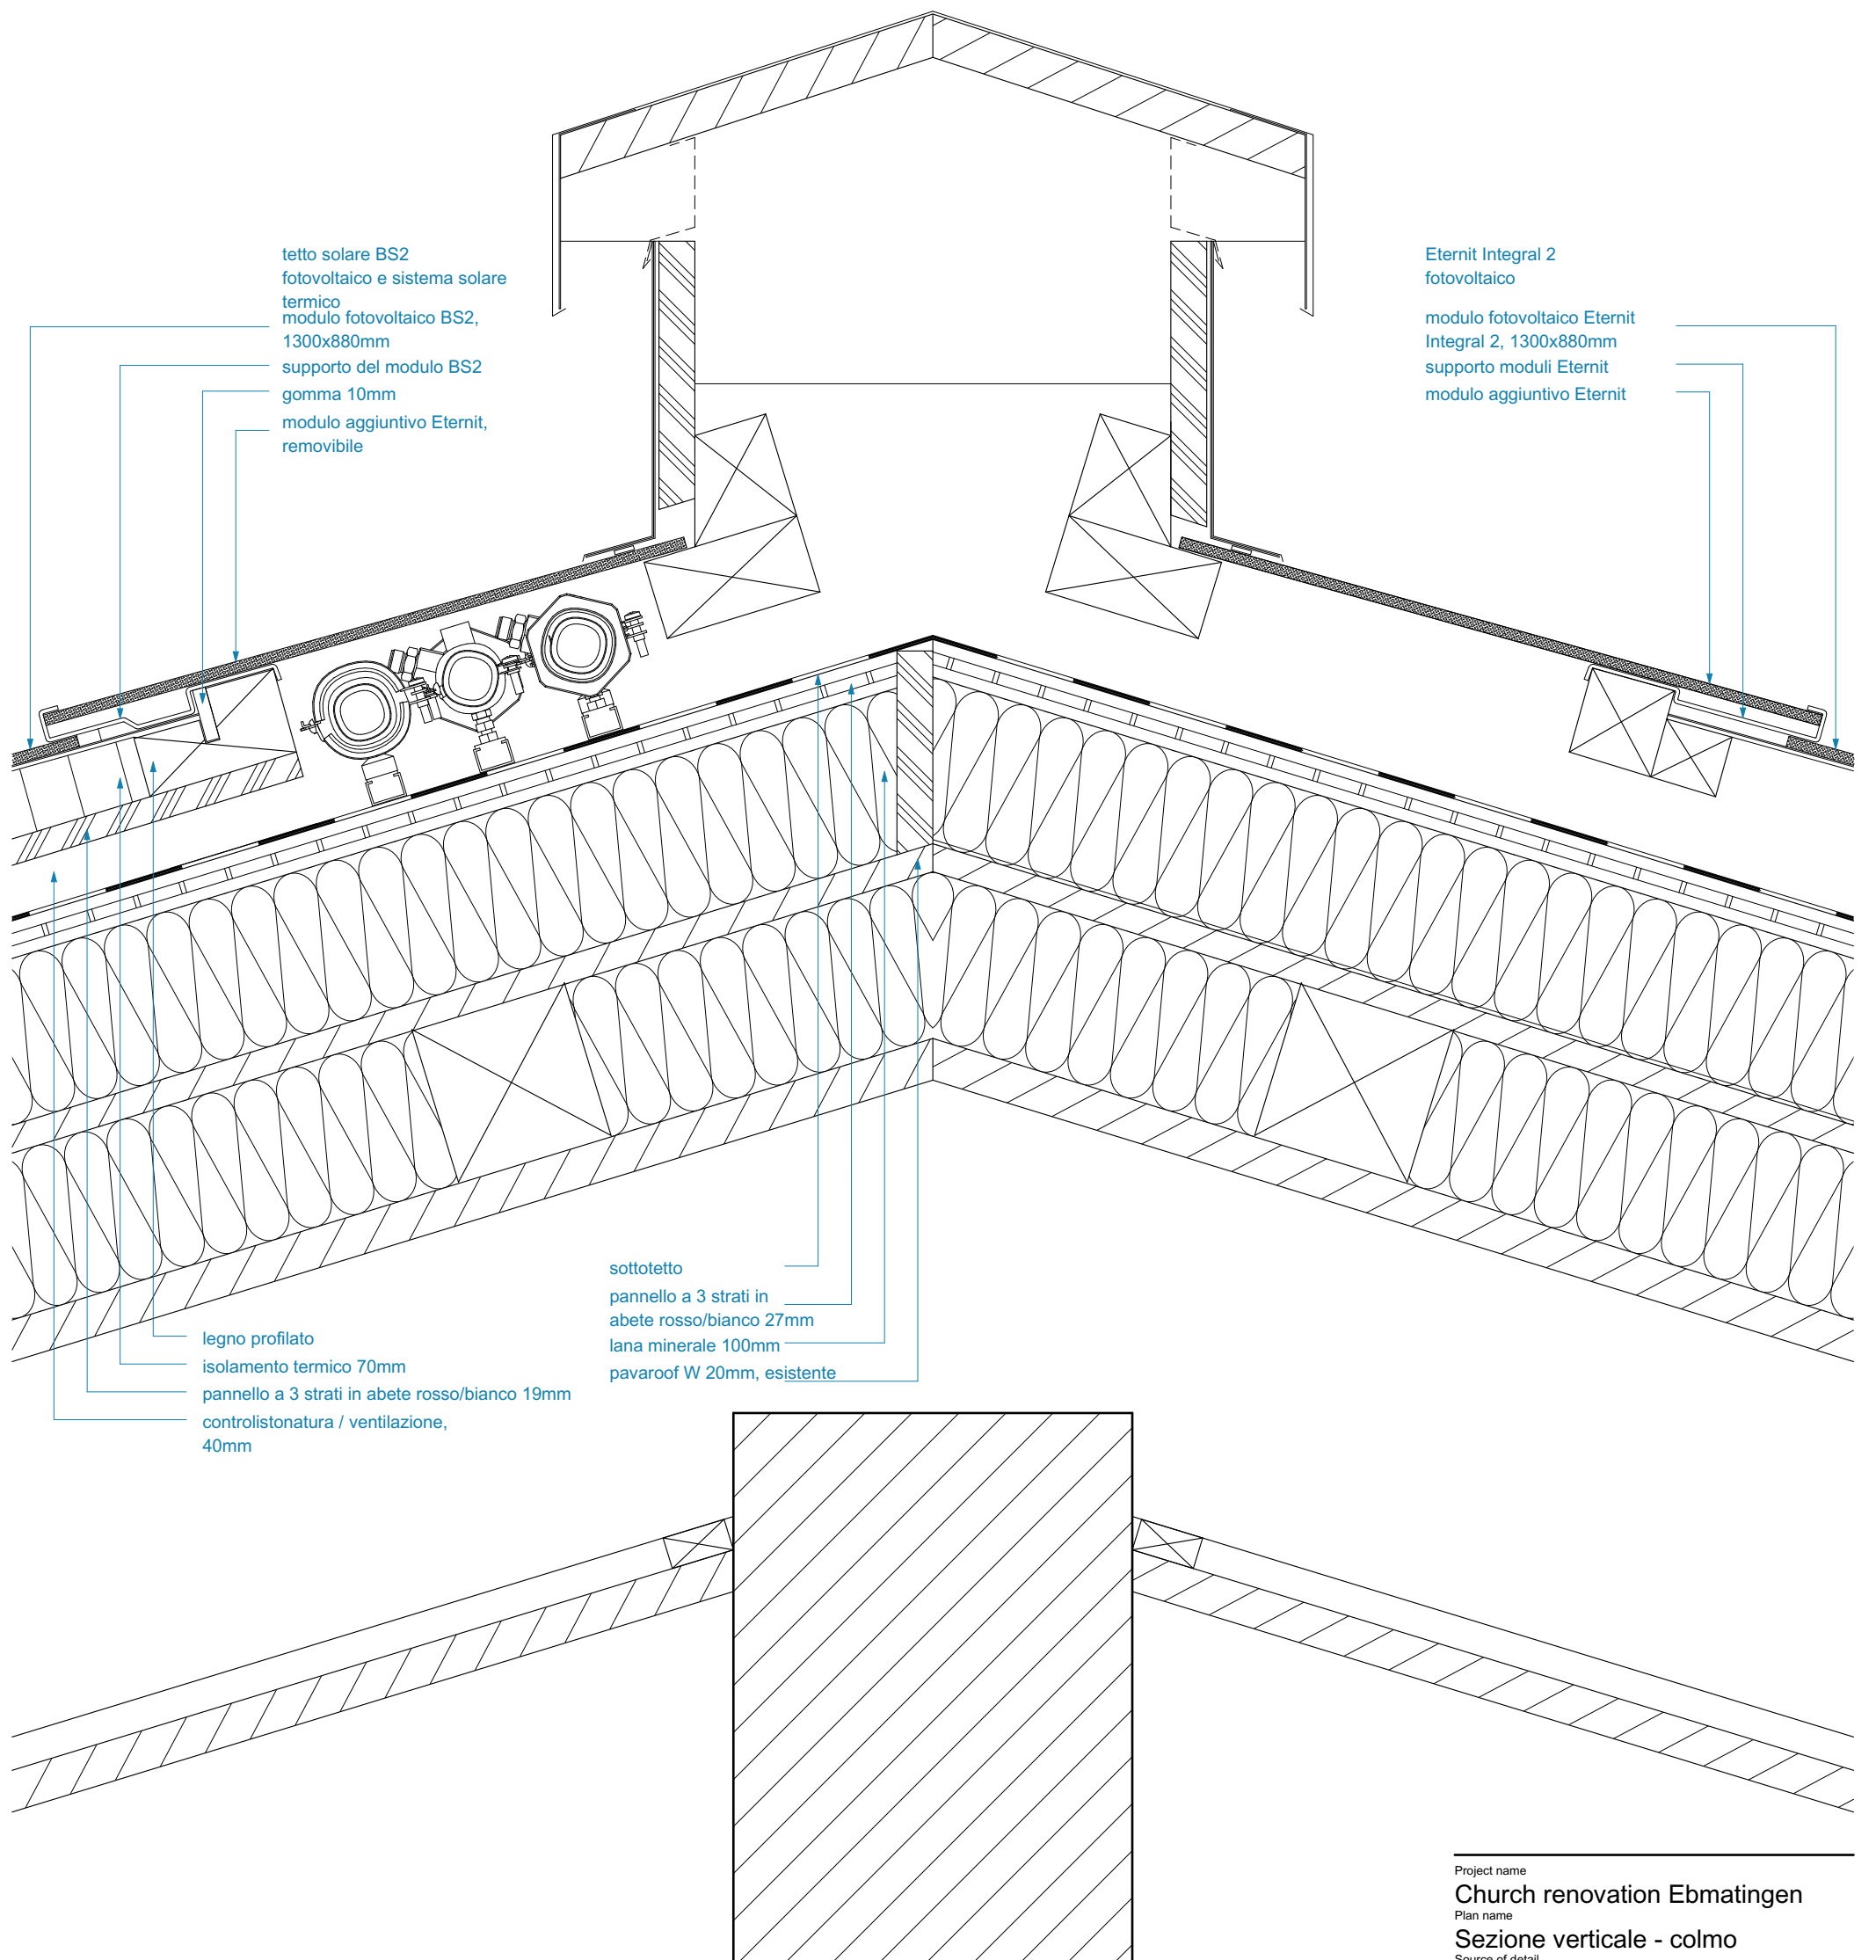 tetto solare BS2
fotovoltaico e sistema solare
termico
modulo fotovoltaico BS2,
1300x880mm
supporto del modulo BS2
gomma 10mm
modulo aggiuntivo Eternit,
removibile
Eternit Integral 2
fotovoltaico
modulo fotovoltaico Eternit
Integral 2, 1300x880mm
supporto moduli Eternit
modulo aggiuntivo Eternit
sottotetto
pannello a 3 strati in
abete rosso/bianco 27mm
lana minerale 100mm
pavaroof W 20mm, esistente
legno profilato
isolamento termico 70mm
pannello a 3 strati in abete rosso/bianco 19mm
controlistonatura / ventilazione,
40mm
Project name
Church renovation Ebmatingen
Plan name
Sezione verticale - colmo
Source of detail